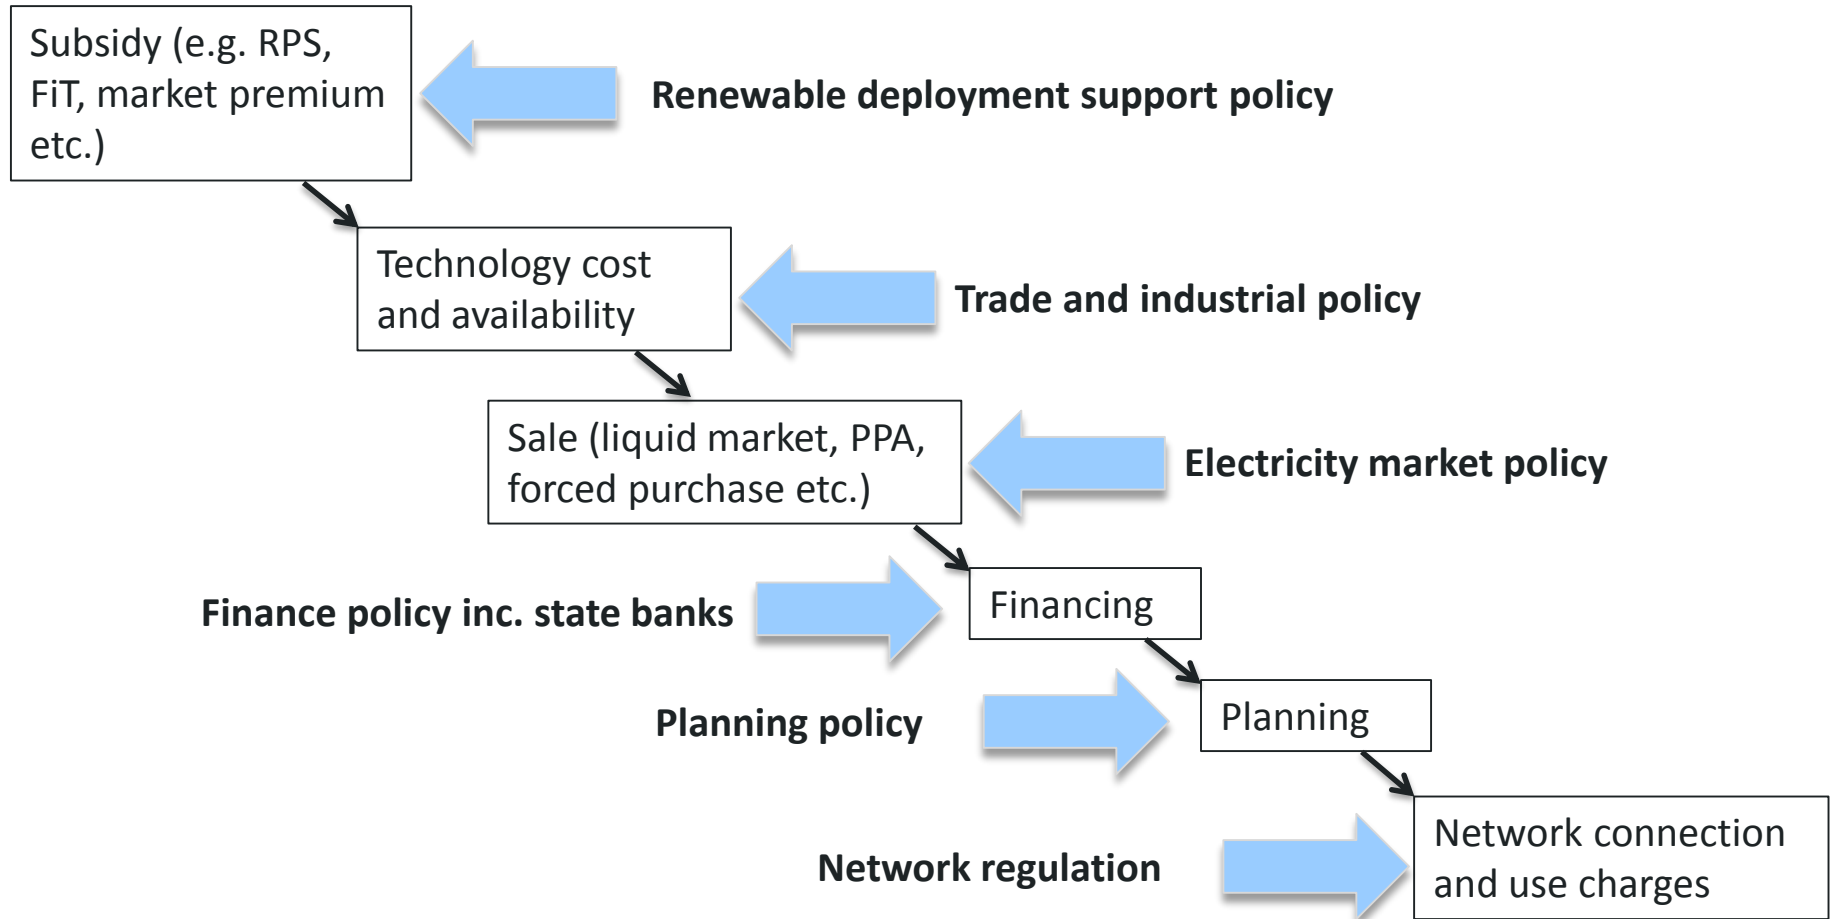 Subsidy (e.g. RPS,
FiT, market premium
etc.)
Renewable deployment support policy
Technology cost
and availability
Trade and industrial policy
Sale (liquid market, PPA,
forced purchase etc.)
Electricity market policy
Finance policy inc. state banks
Financing
Planning policy
Planning
Network regulation
Network connection
and use charges